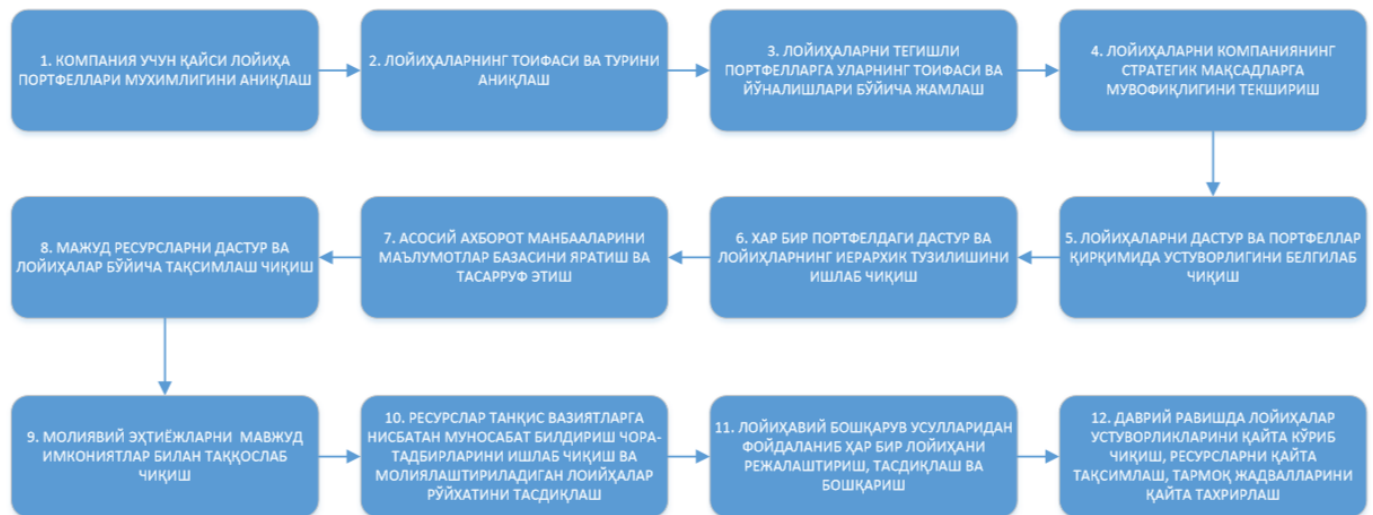 1. КОМПАНИЯ УЧУН ҚАЙСИ ЛОЙИҲА
ПОРТФЕЛЛАРИ МУХИМЛИГИНИ АНИҚЛАШ
2. ЛОЙИҲАЛАРНИНГ ТОИФАСИ ВА ТУРИНИ
АНИҚЛАШ
3. ЛОЙИҲАЛАРНИ ТЕГИШЛИ
ПОРТФЕЛЛАРГА УЛАРНИНГ ТОИФАСИ ВА
ЙЎНАЛИШЛАРИ БЎЙИЧА ЖАМЛАШ
4. ЛОЙИҲАЛАРНИ КОМПАНИЯНИНГ
СТРАТЕГИК МАҚСАДЛАРГА
МУВОФИҚЛИГИНИ ТЕКШИРИШ
5. ЛОЙИҲАЛАРНИ ДАСТУР ВА ПОРТФЕЛЛАР
ҚИРҚИМИДА УСТУВОРЛИГИНИ БЕЛГИЛАБ
ЧИҚИШ
6. ХАР БИР ПОРТФЕЛДАГИ ДАСТУР ВА
ЛОЙИҲЛАРНИНГ ИЕРАРХИК ТУЗИЛИШИНИ
ИШЛАБ ЧИҚИШ
7. АСОСИЙ АХБОРОТ МАНБААЛАРИНИ
МАЪЛУМОТЛАР БАЗАСИНИ ЯРАТИШ ВА
ТАСАРРУФ ЭТИШ
8. МАЖУД РЕСУРСЛАРНИ ДАСТУР ВА
ЛОЙИҲАЛАР БЎЙИЧА ТАҚСИМЛАШ ЧИҚИШ
9. МОЛИЯВИЙ ЭҲТИЁЖЛАРНИ МАВЖУД
ИМКОНИЯТЛАР БИЛАН ТАҚҚОСЛАБ
ЧИҚИШ
10. РЕСУРСЛАР ТАНҚИС ВАЗИЯТЛАРГА
НИСБАТАН МУНОСАБАТ БИЛДИРИШ ЧОРА-
ТАДБИРЛАРИНИ ИШЛАБ ЧИҚИШ ВА
МОЛИЯЛАШТИРИЛАДИГАН ЛОИЙҲАЛАР
РЎЙХАТИНИ ТАСДИҚЛАШ
11. ЛОЙИҲАВИЙ БОШҚАРУВ УСУЛЛАРИДАН
ФОЙДАЛАНИБ ҲАР БИР ЛОЙИҲАНИ
РЕЖАЛАШТИРИШ, ТАСДИҚЛАШ ВА
БОШҚАРИШ
12. ДАВРИЙ РАВИШДА ЛОЙИҲАЛАР
УСТУВОРЛИКЛАРИНИ ҚАЙТА КЎРИБ
ЧИҚИШ, РЕСУРСЛАРНИ ҚАЙТА
ТАҚСИМЛАШ, ТАРМОҚ ЖАДВАЛЛАРИНИ
ҚАЙТА ТАХРИРЛАШ